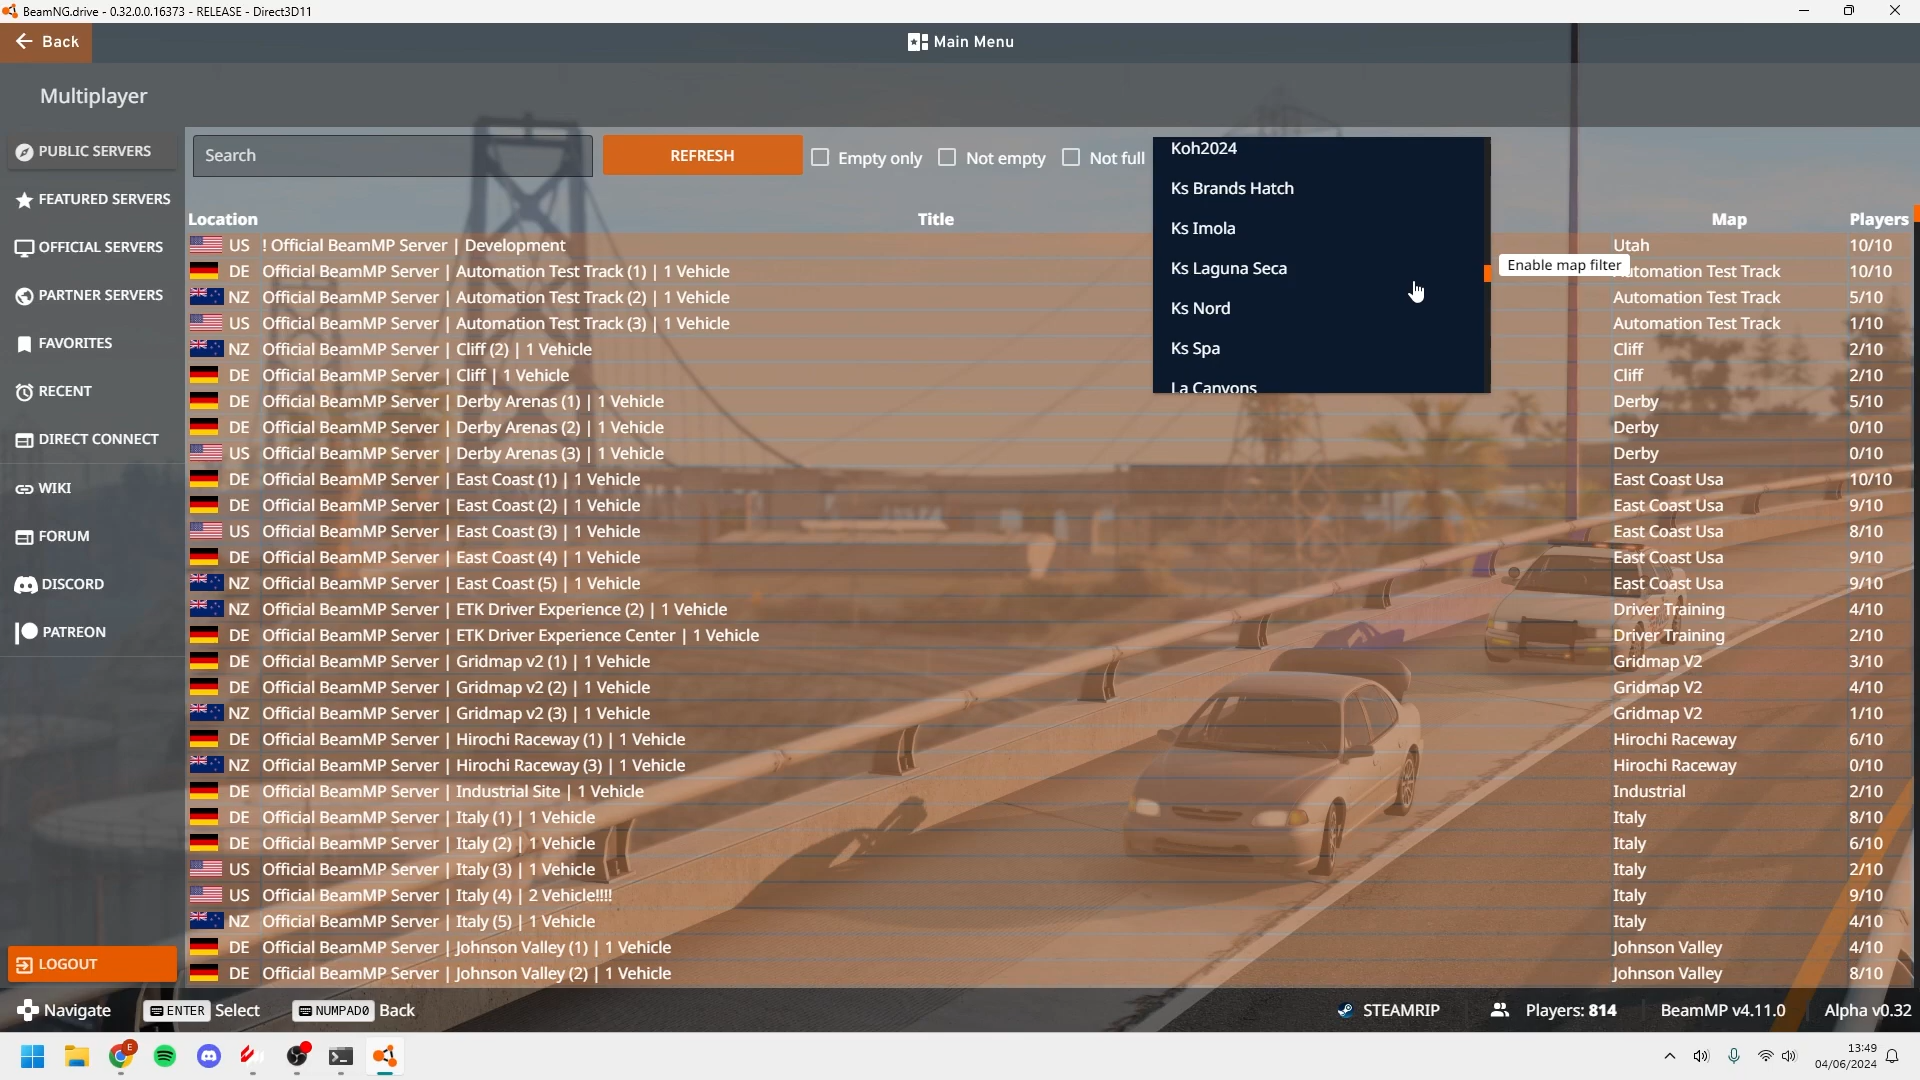 BeamNG.drive - 0.32.0.0.16373 - RELEASE - Direct3D11
Back
Main Menu
Multiplayer
PUBLIC SERVERS
FEATURED SERVERS
OFFICIAL SERVERS
PARTNER SERVERS
FAVORITES
RECENT
DIRECT CONNECT
WIKI
FORUM
DISCORD
PATREON
LOGOUT
Search
REFRESH
Empty only
Not empty
Not full
Koh2024
Ks Brands Hatch
Ks Imola
Ks Laguna Seca
Ks Nord
Ks Spa
La Canyons
Enable map filter
Location Title Map Players
US ! Official BeamMP Server | Development Utah 10/10
DE Official BeamMP Server | Automation Test Track (1) | 1 Vehicle Automation Test Track 10/10
NZ Official BeamMP Server | Automation Test Track (2) | 1 Vehicle Automation Test Track 5/10
US Official BeamMP Server | Automation Test Track (3) | 1 Vehicle Automation Test Track 1/10
NZ Official BeamMP Server | Cliff (2) | 1 Vehicle Cliff 2/10
DE Official BeamMP Server | Cliff | 1 Vehicle Cliff 2/10
DE Official BeamMP Server | Derby Arenas (1) | 1 Vehicle Derby 5/10
DE Official BeamMP Server | Derby Arenas (2) | 1 Vehicle Derby 0/10
US Official BeamMP Server | Derby Arenas (3) | 1 Vehicle Derby 0/10
DE Official BeamMP Server | East Coast (1) | 1 Vehicle East Coast Usa 10/10
DE Official BeamMP Server | East Coast (2) | 1 Vehicle East Coast Usa 9/10
US Official BeamMP Server | East Coast (3) | 1 Vehicle East Coast Usa 8/10
DE Official BeamMP Server | East Coast (4) | 1 Vehicle East Coast Usa 9/10
NZ Official BeamMP Server | East Coast (5) | 1 Vehicle East Coast Usa 9/10
NZ Official BeamMP Server | ETK Driver Experience (2) | 1 Vehicle Driver Training 4/10
DE Official BeamMP Server | ETK Driver Experience Center | 1 Vehicle Driver Training 2/10
DE Official BeamMP Server | Gridmap v2 (1) | 1 Vehicle Gridmap V2 3/10
DE Official BeamMP Server | Gridmap v2 (2) | 1 Vehicle Gridmap V2 4/10
NZ Official BeamMP Server | Gridmap v2 (3) | 1 Vehicle Gridmap V2 1/10
DE Official BeamMP Server | Hirochi Raceway (1) | 1 Vehicle Hirochi Raceway 6/10
NZ Official BeamMP Server | Hirochi Raceway (3) | 1 Vehicle Hirochi Raceway 0/10
DE Official BeamMP Server | Industrial Site | 1 Vehicle Industrial 2/10
DE Official BeamMP Server | Italy (1) | 1 Vehicle Italy 8/10
DE Official BeamMP Server | Italy (2) | 1 Vehicle Italy 6/10
US Official BeamMP Server | Italy (3) | 1 Vehicle Italy 2/10
US Official BeamMP Server | Italy (4) | 2 Vehicle!!!! Italy 9/10
NZ Official BeamMP Server | Italy (5) | 1 Vehicle Italy 4/10
DE Official BeamMP Server | Johnson Valley (1) | 1 Vehicle Johnson Valley 4/10
DE Official BeamMP Server | Johnson Valley (2) | 1 Vehicle Johnson Valley 8/10
Navigate ENTER Select NUMPAD0 Back STEAMRIP Players: 814 BeamMP v4.11.0 Alpha v0.32
E
13:49
04/06/2024